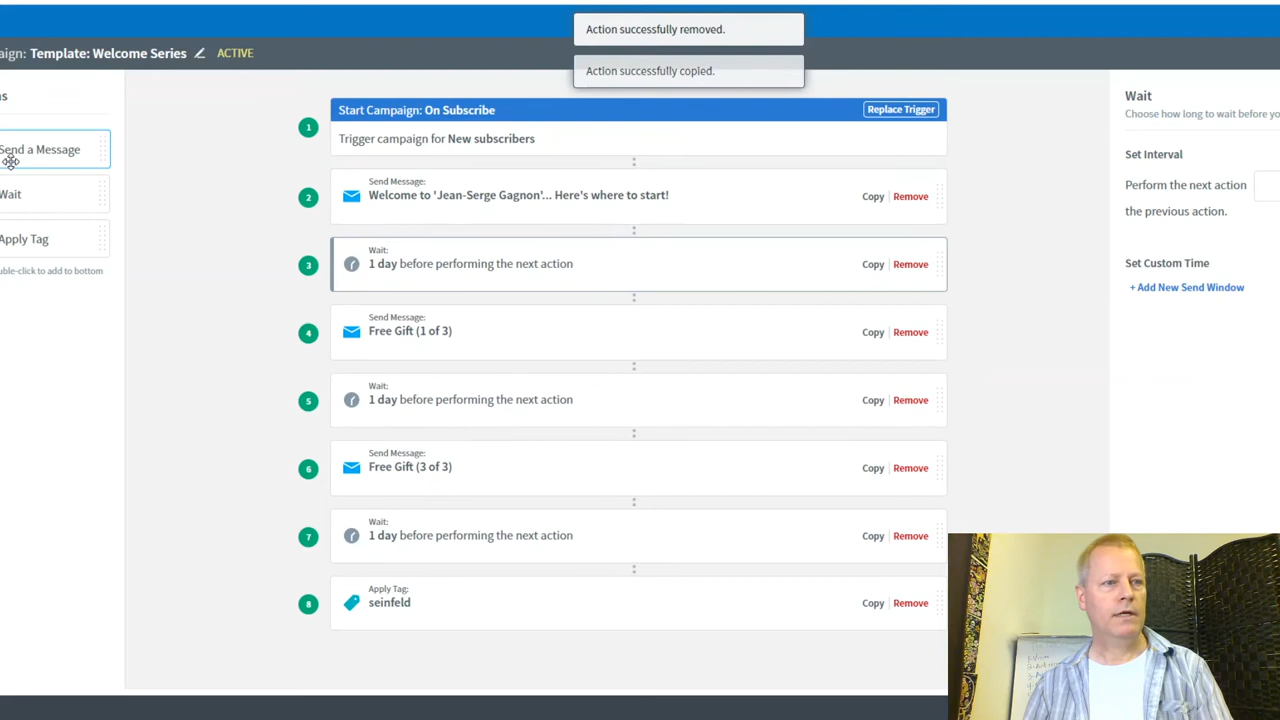 Action successfully removed.
Action successfully copied.
aign: Template: Welcome Series ACTIVE
ns
Send a Message
Wait
Apply Tag
uble-click to add to bottom
1
Start Campaign: On Subscribe Replace Trigger
Trigger campaign for New subscribers
2
Send Message:
Welcome to 'Jean-Serge Gagnon'... Here's where to start! Copy Remove
3
Wait:
1 day before performing the next action Copy Remove
4
Send Message:
Free Gift (1 of 3) Copy Remove
5
Wait:
1 day before performing the next action Copy Remove
6
Send Message:
Free Gift (3 of 3) Copy Remove
7
Wait:
1 day before performing the next action Copy Remove
8
Apply Tag:
seinfeld Copy Remove
Wait
Choose how long to wait before yo
Set Interval
Perform the next action
the previous action.
Set Custom Time
+ Add New Send Window